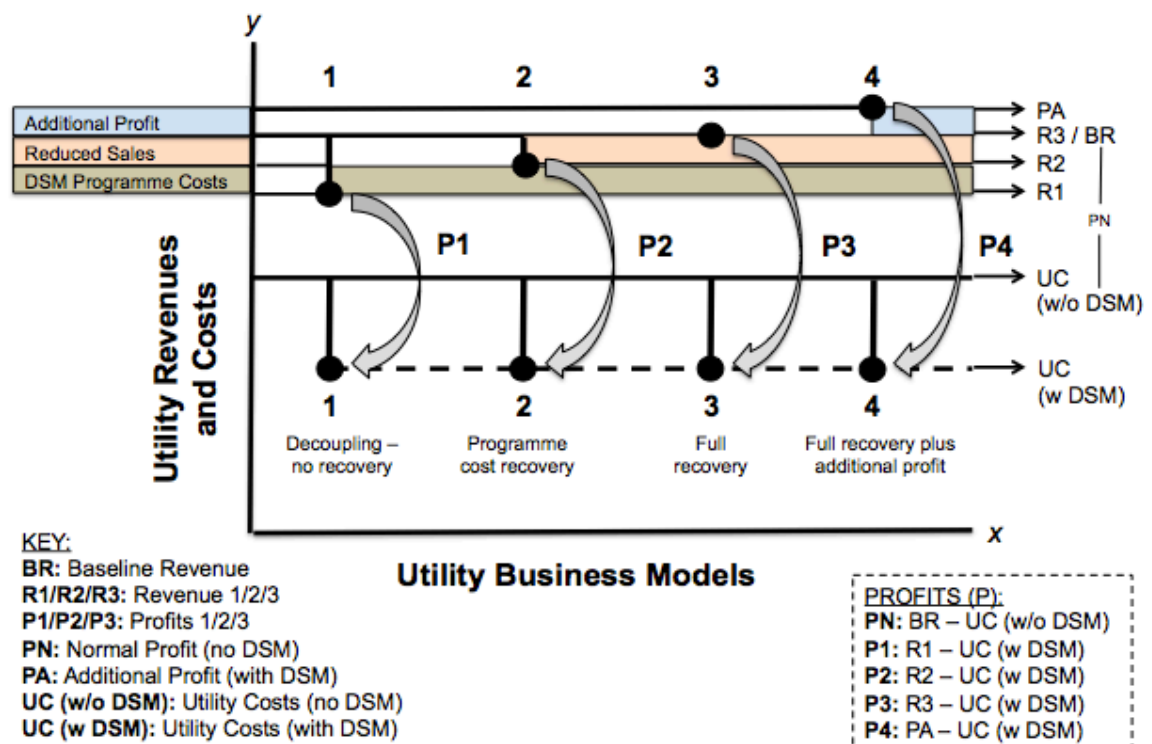 y
1 2 3 4
Additional Profit
Reduced Sales
DSM Programme Costs
PA
R3 / BR
R2
R1
PN
P1 P2 P3 P4
UC
(w/o DSM)
UC
(w DSM)
Utility Revenues
and Costs
1 2 3 4
Decoupling –
no recovery
Programme
cost recovery
Full
recovery
Full recovery plus
additional profit
x
Utility Business Models
KEY:
BR: Baseline Revenue
R1/R2/R3: Revenue 1/2/3
P1/P2/P3: Profits 1/2/3
PN: Normal Profit (no DSM)
PA: Additional Profit (with DSM)
UC (w/o DSM): Utility Costs (no DSM)
UC (w DSM): Utility Costs (with DSM)
PROFITS (P):
PN: BR – UC (w/o DSM)
P1: R1 – UC (w DSM)
P2: R2 – UC (w DSM)
P3: R3 – UC (w DSM)
P4: PA – UC (w DSM)